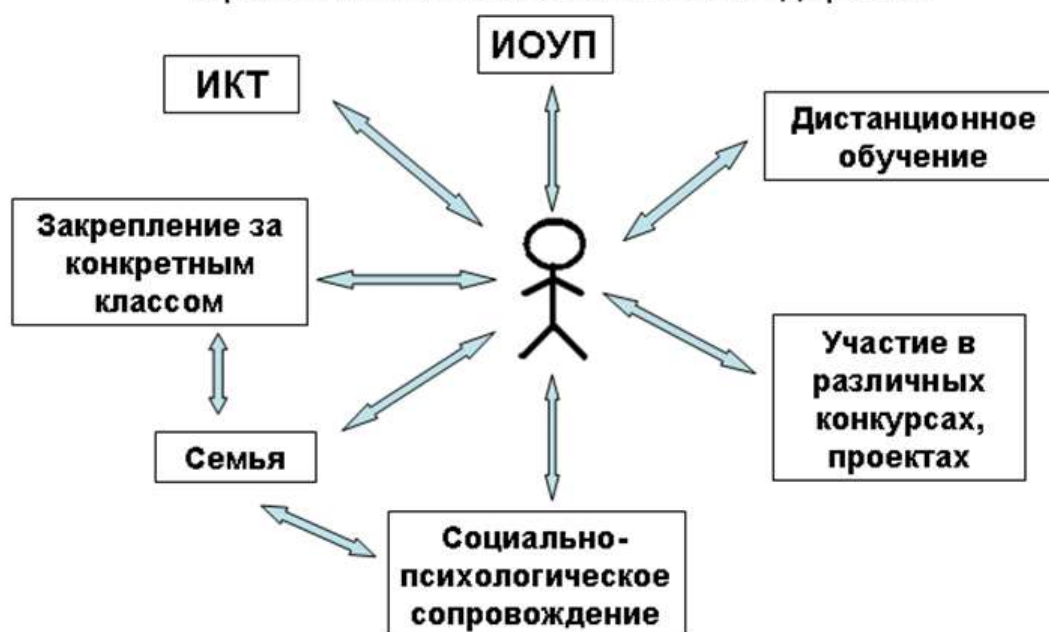 ИОУП
ИКТ
Дистанционное
обучение
Закрепление за
конкретным
классом
Участие в
различных
конкурсах,
проектах
Семья
Социально-
психологическое
сопровождение